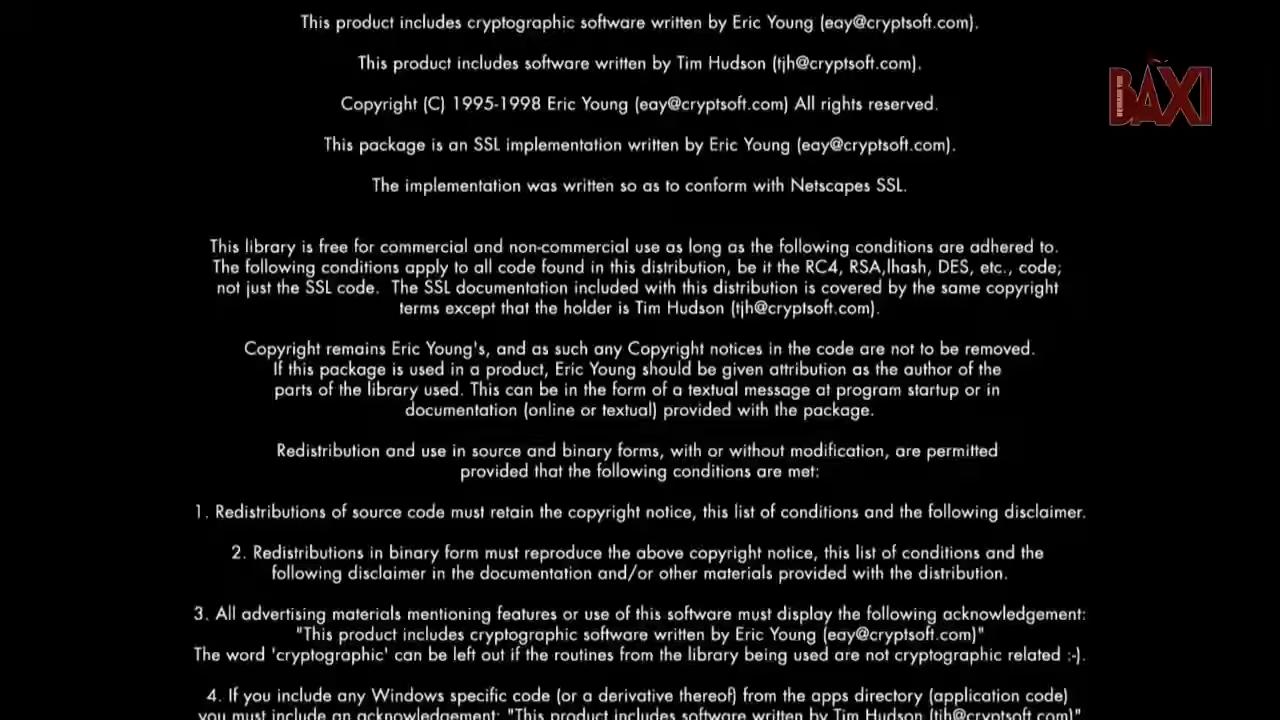 This product includes cryptographic software written by Eric Young (eay@cryptsoft.com).
This product includes software written by Tim Hudson (tjh@cryptsoft.com).
BAXI
Copyright (C) 1995-1998 Eric Young (eay@cryptsoft.com) All rights reserved.
This package is an SSL implementation written by Eric Young (eay@cryptsoft.com).
The implementation was written so as to conform with Netscapes SSL.
This library is free for commercial and non-commercial use as long as the following conditions are adhered to.
The following conditions apply to all code found in this distribution, be it the RC4, RSA,lhash, DES, etc., code;
not just the SSL code.  The SSL documentation included with this distribution is covered by the same copyright
terms except that the holder is Tim Hudson (tjh@cryptsoft.com).
Copyright remains Eric Young's, and as such any Copyright notices in the code are not to be removed.
If this package is used in a product, Eric Young should be given attribution as the author of the
parts of the library used. This can be in the form of a textual message at program startup or in
documentation (online or textual) provided with the package.
Redistribution and use in source and binary forms, with or without modification, are permitted
provided that the following conditions are met:
1. Redistributions of source code must retain the copyright notice, this list of conditions and the following disclaimer.
2. Redistributions in binary form must reproduce the above copyright notice, this list of conditions and the
following disclaimer in the documentation and/or other materials provided with the distribution.
3. All advertising materials mentioning features or use of this software must display the following acknowledgement:
"This product includes cryptographic software written by Eric Young (eay@cryptsoft.com)"
The word 'cryptographic' can be left out if the routines from the library being used are not cryptographic related :-).
4. If you include any Windows specific code (or a derivative thereof) from the apps directory (application code)
you must include an acknowledgement: "This product includes software written by Tim Hudson (tjh@cryptsoft.com)"